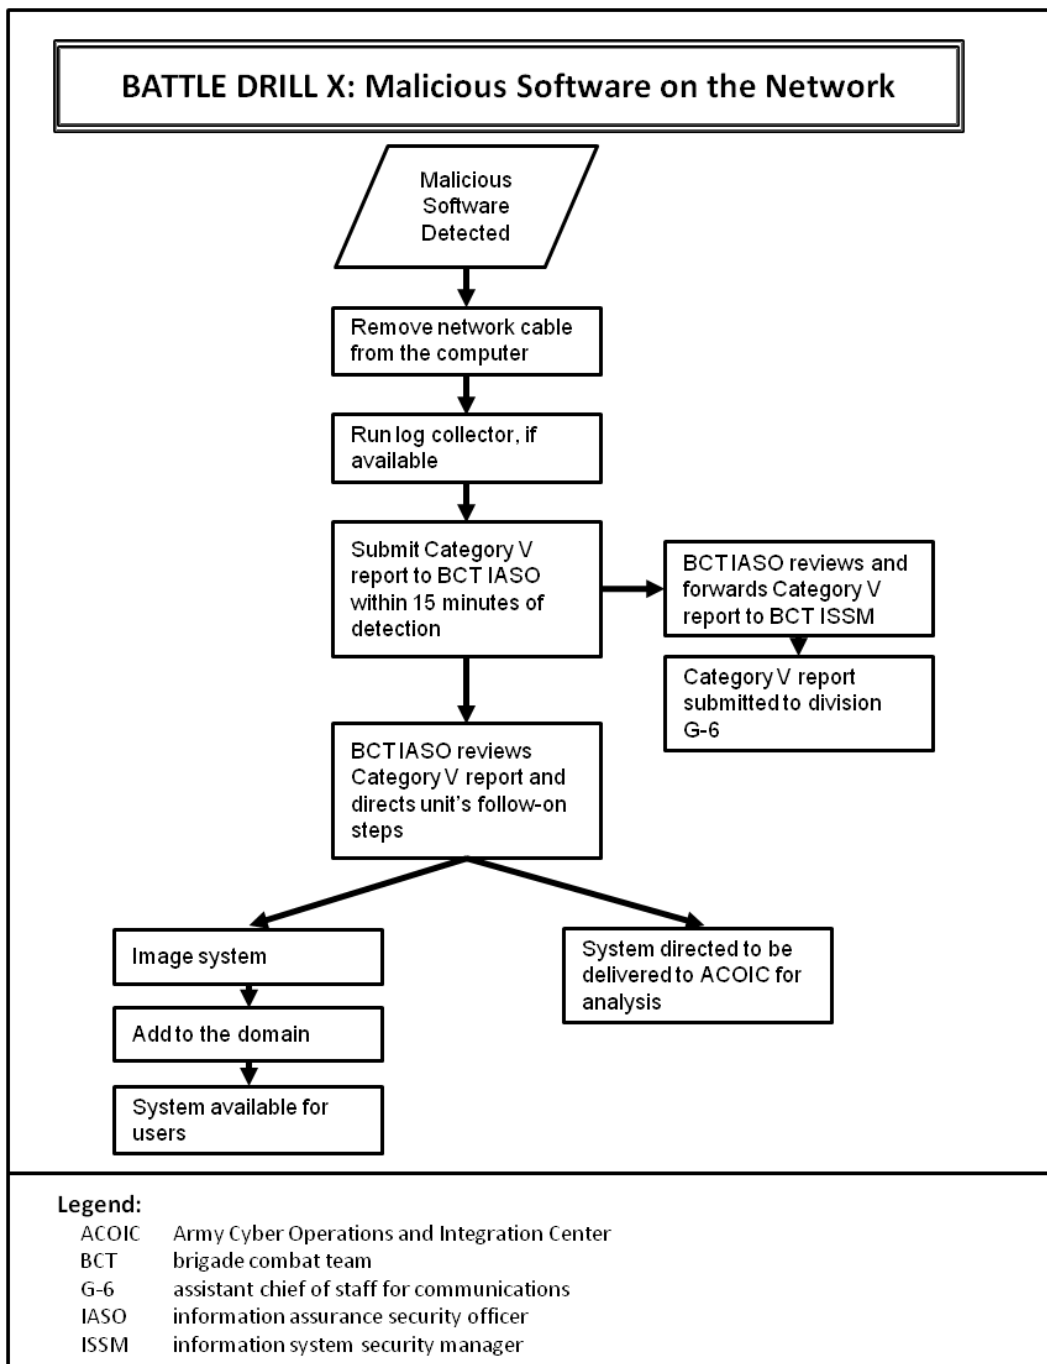 BATTLE DRILL X: Malicious Software on the Network
Malicious
Software
Detected
Remove network cable
from the computer
Run log collector, if
available
Submit Category V
report to BCT IASO
within 15 minutes of
detection
BCT IASO reviews and
forwards Category V
report to BCT ISSM
Category V report
submitted to division
G-6
BCT IASO reviews
Category V report and
directs unit's follow-on
steps
Image system
Add to the domain
System available for
users
System directed to be
delivered to ACOIC for
analysis
Legend:
ACOIC Army Cyber Operations and Integration Center
BCT brigade combat team
G-6 assistant chief of staff for communications
IASO information assurance security officer
ISSM information system security manager